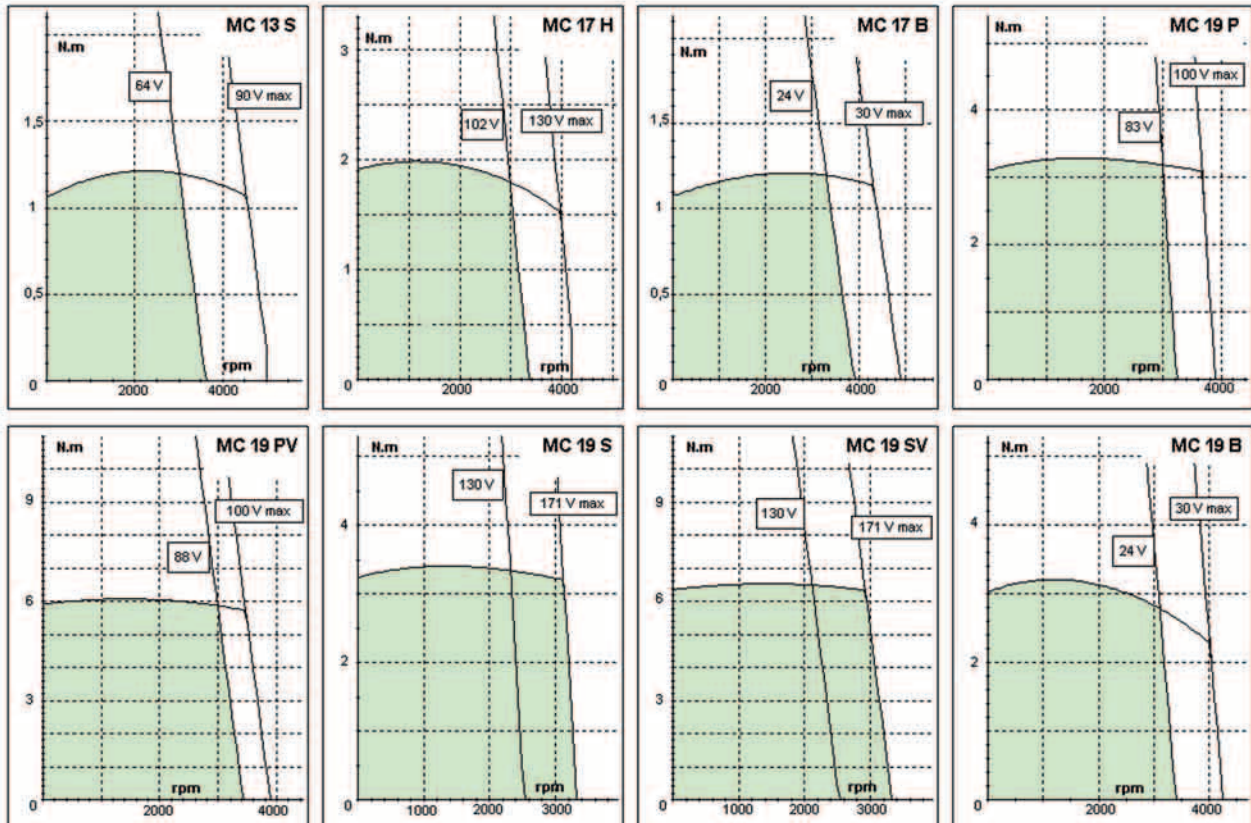 MC 13 S
N.m
64 V
90 V max
1,5
1
0,5
0
2000
4000
rpm
MC 17 H
N.m
3
102 V
130 V max
2
1
0
2000
4000
rpm
MC 17 B
N.m
24 V
30 V max
1,5
1
0,5
0
2000
4000
rpm
MC 19 P
N.m
100 V max
4
83 V
2
0
2000
4000
rpm
MC 19 PV
N.m
9
100 V max
88 V
6
3
0
2000
4000
rpm
MC 19 S
N.m
130 V
171 V max
4
2
0
1000
2000
3000
rpm
MC 19 SV
N.m
9
130 V
171 V max
6
3
0
1000
2000
3000
rpm
MC 19 B
N.m
30 V max
4
24 V
2
0
2000
4000
rpm